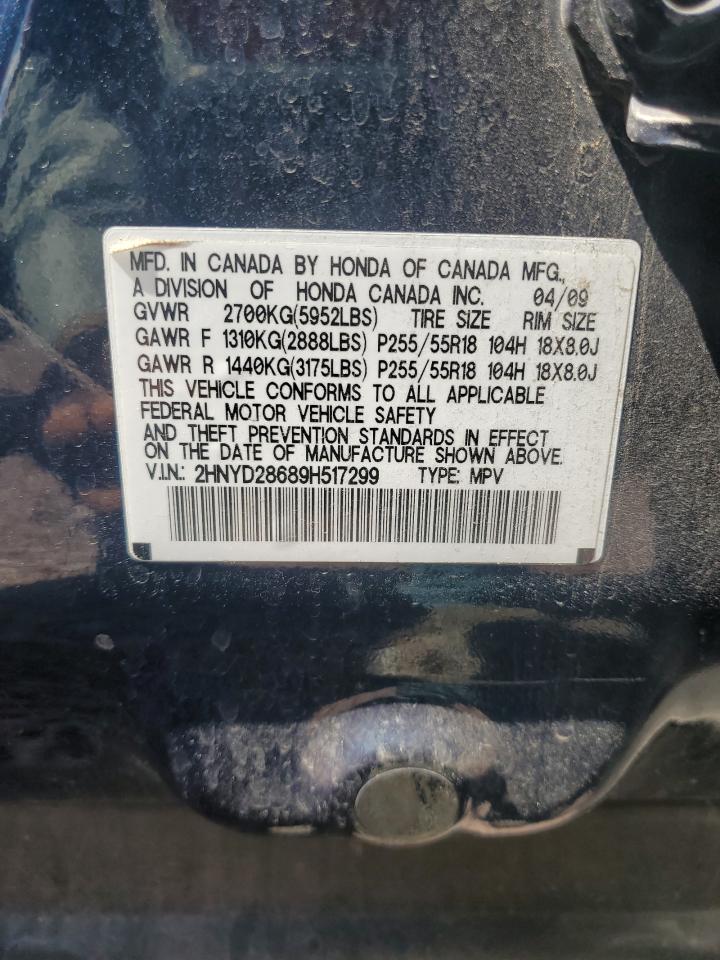 MFD. IN CANADA BY HONDA OF CANADA MFG.,
A DIVISION OF HONDA CANADA INC. 04/09
GVWR 2700KG(5952LBS) TIRE SIZE RIM SIZE
GAWR F 1310KG(2888LBS) P255/55R18 104H 18X8.0J
GAWR R 1440KG(3175LBS) P255/55R18 104H 18X8.0J
THIS VEHICLE CONFORMS TO ALL APPLICABLE
FEDERAL MOTOR VEHICLE SAFETY
AND THEFT PREVENTION STANDARDS IN EFFECT
ON THE DATE OF MANUFACTURE SHOWN ABOVE.
V.I.N.: 2HNYD28689H517299 TYPE: MPV